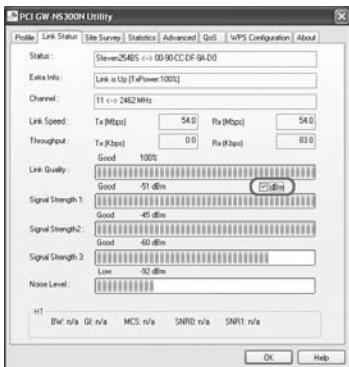 PCI GW-NS300N Utility
Profile Link Status Site Survey Statistics Advanced QoS WPS Configuration About
Status : Steven254BS <--> 00-90-CC-DF-9A-D0
Extra Info : Link is Up [TxPower:100%]
Channel : 11 <--> 2462 MHz
Link Speed : Tx (Mbps) 54.0 Rx (Mbps) 54.0
Throughput : Tx (Kbps) 0.0 Rx (Kbps) 83.0
Good 100%
Link Quality :
Good -51 dBm dBm
Signal Strength 1:
Good -45 dBm
Signal Strength2 :
Good -60 dBm
Signal Strength 3:
Low -92 dBm
Noise Level :
HT
BW: n/a GI: n/a MCS: n/a SNR0: n/a SNR1: n/a
OK Help